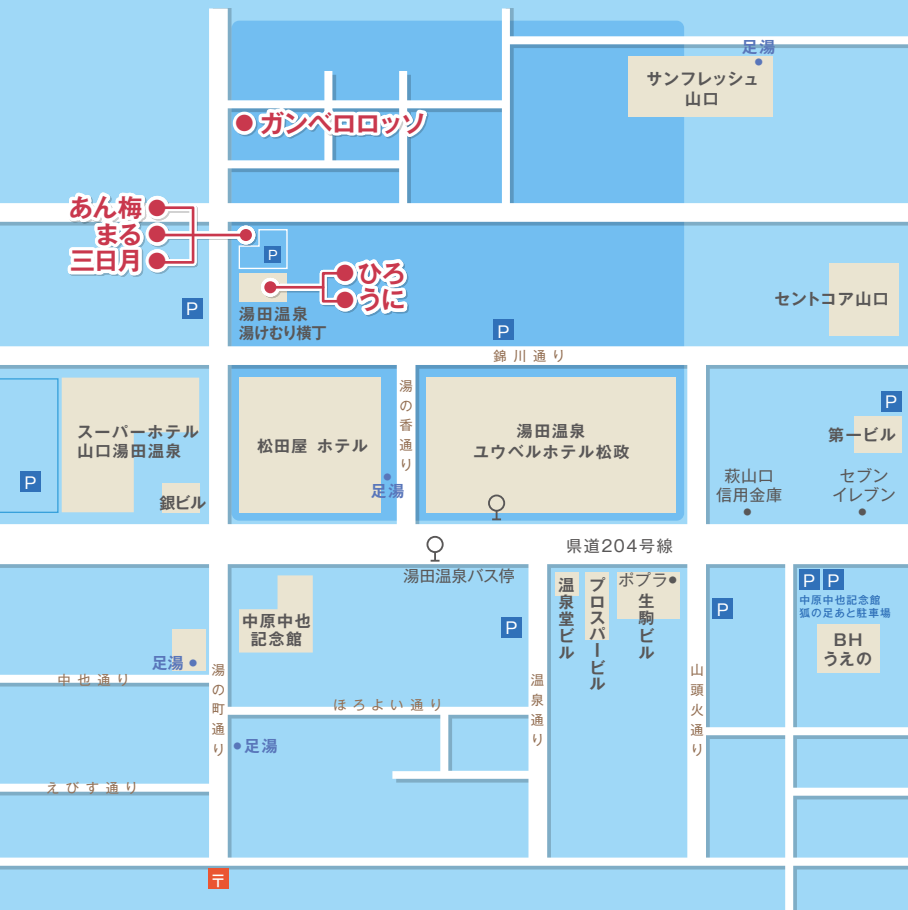 足湯
サンフレッシュ
山口
ガンベロロッソ
あん梅
まる
三日月
P
ひろ
うに
P
湯田温泉
湯けむり横丁
セントコア山口
P
錦川通り
湯の香通り
スーパーホテル
山口湯田温泉
P
銀ビル
松田屋 ホテル
足湯
湯田温泉
ユウベルホテル松政
P
第一ビル
萩山口
信用金庫
セブン
イレブン
県道204号線
湯田温泉バス停
中原中也
記念館
P
温泉堂ビル
プロスパービル
ポプラ
生駒ビル
P
P P
中原中也記念館
狐の足あと駐車場
BH
うえの
足湯
中也通り
湯の町通り
ほろよい通り
温泉通り
山頭火通り
足湯
えびす通り
〒